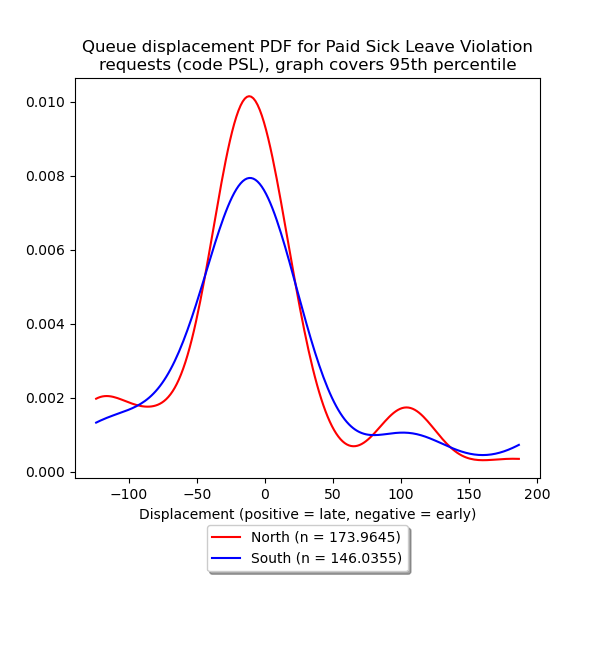 Queue displacement PDF for Paid Sick Leave Violation
requests (code PSL), graph covers 95th percentile
0.010
0.008
0.006
0.004
0.002
0.000
−100
−50
0
50
100
150
200
Displacement (positive = late, negative = early)
North (n = 173.9645)
South (n = 146.0355)